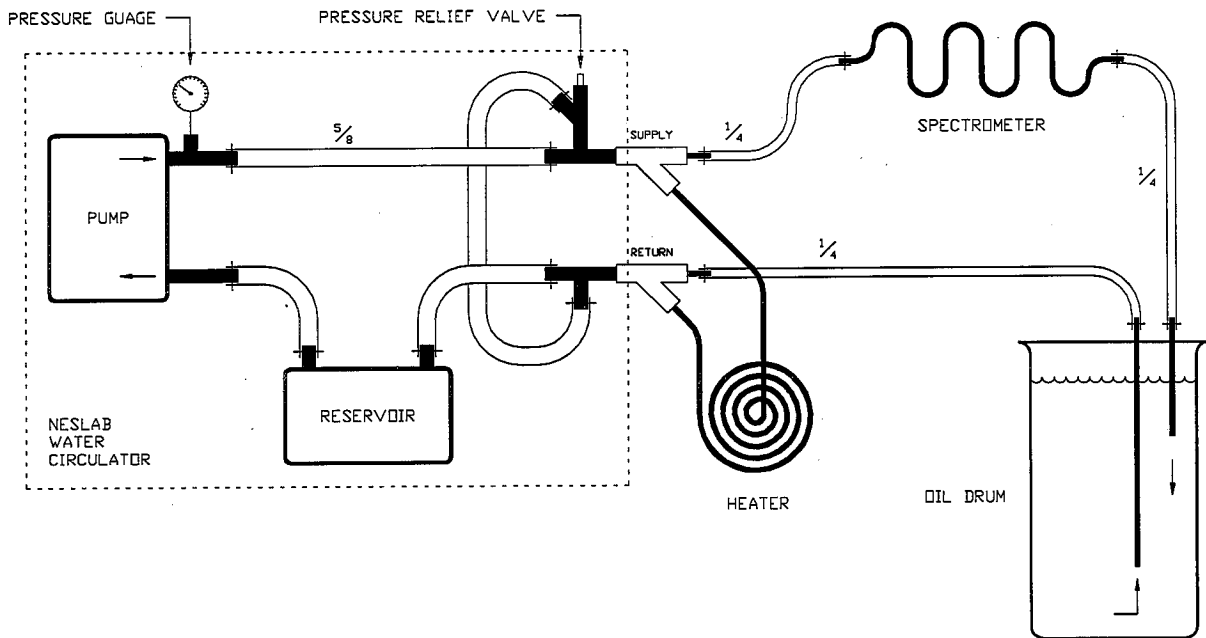 PRESSURE GUAGE
PRESSURE RELIEF VALVE
5/8
SUPPLY
1/4
SPECTROMETER
1/4
PUMP
RETURN
1/4
RESERVOIR
NESLAB
WATER
CIRCULATOR
HEATER
OIL DRUM